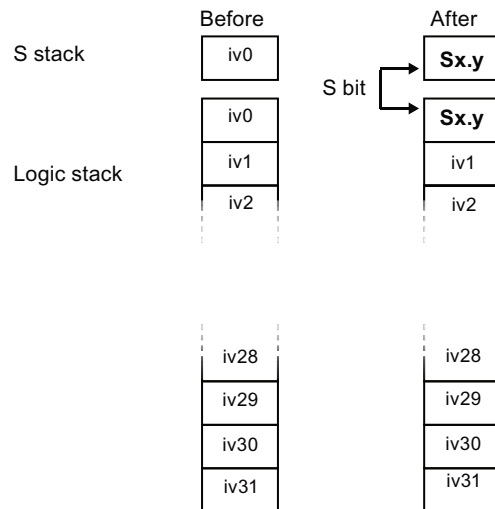 Before After
S stack iv0 Sx.y
S bit
iv0 Sx.y
Logic stack iv1 iv1
iv2 iv2
iv28 iv28
iv29 iv29
iv30 iv30
iv31 iv31